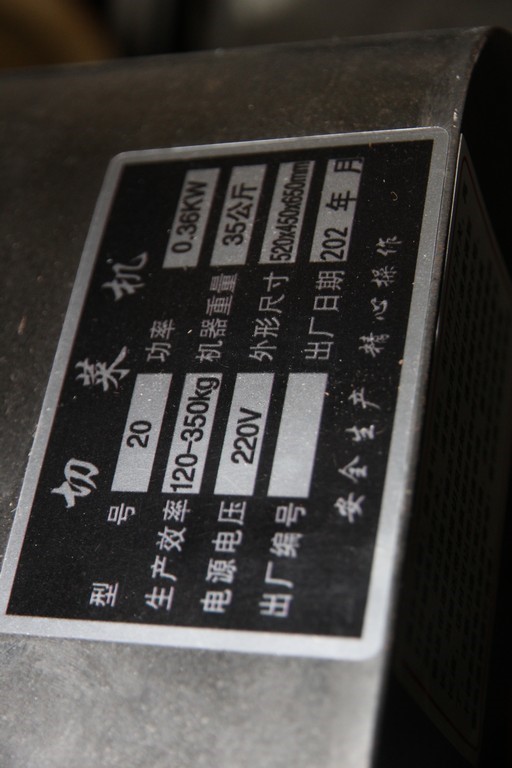 切菜机
型号 20 功率 0.36KW
生产效率 120-350kg 机器重量 35公斤
电源电压 220V 外形尺寸 520x450x650mm
出厂编号 出厂日期 202 年 月
安全生产 精心操作